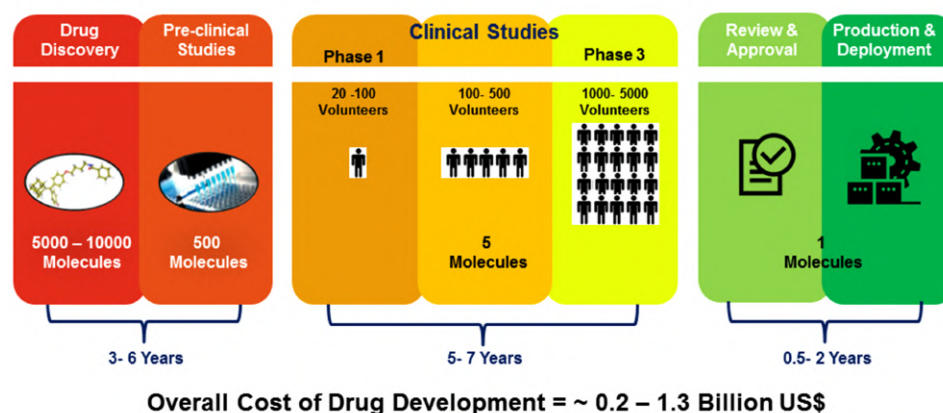 Drug
Discovery
Pre-clinical
Studies
Clinical Studies
Phase 1
Phase 3
Review &
Approval
Production &
Deployment
20 -100
Volunteers
100- 500
Volunteers
1000- 5000
Volunteers
5000 – 10000
Molecules
500
Molecules
5
Molecules
1
Molecules
3- 6 Years
5- 7 Years
0.5- 2 Years
Overall Cost of Drug Development = ~ 0.2 – 1.3 Billion US$